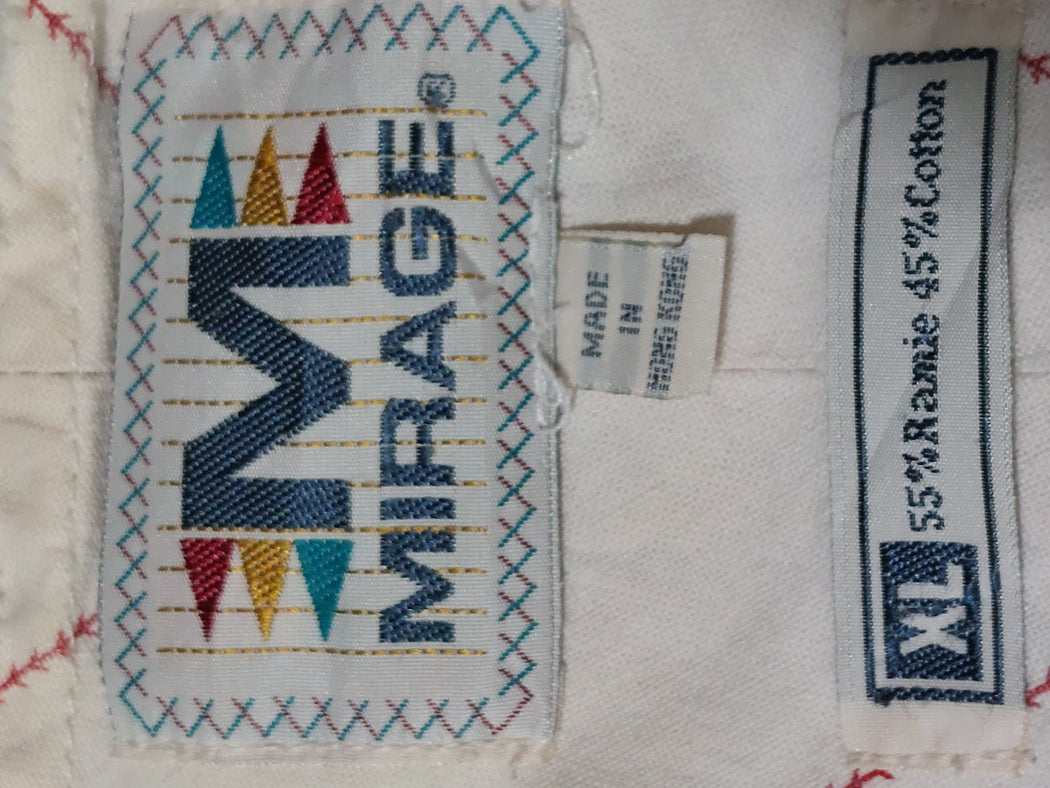 M
MIRAGE®
MADE
IN
HONG KONG
XL 55%Ramie 45%Cotton